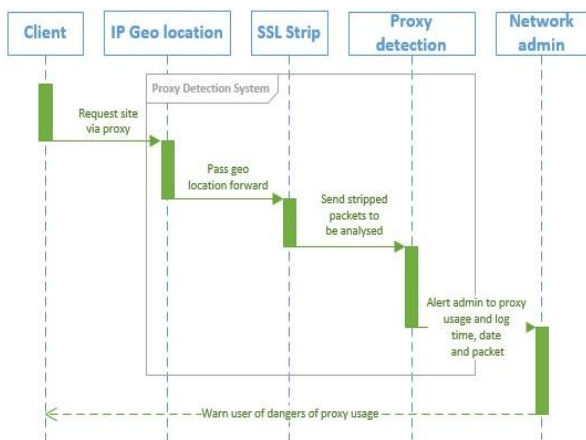 Client
IP Geo location
SSL Strip
Proxy
detection
Network
admin
Proxy Detection System
Request site
via proxy
Pass geo
location forward
Send stripped
packets to
be analysed
Alert admin to proxy
usage and log
time, date
and packet
Warn user of dangers of proxy usage